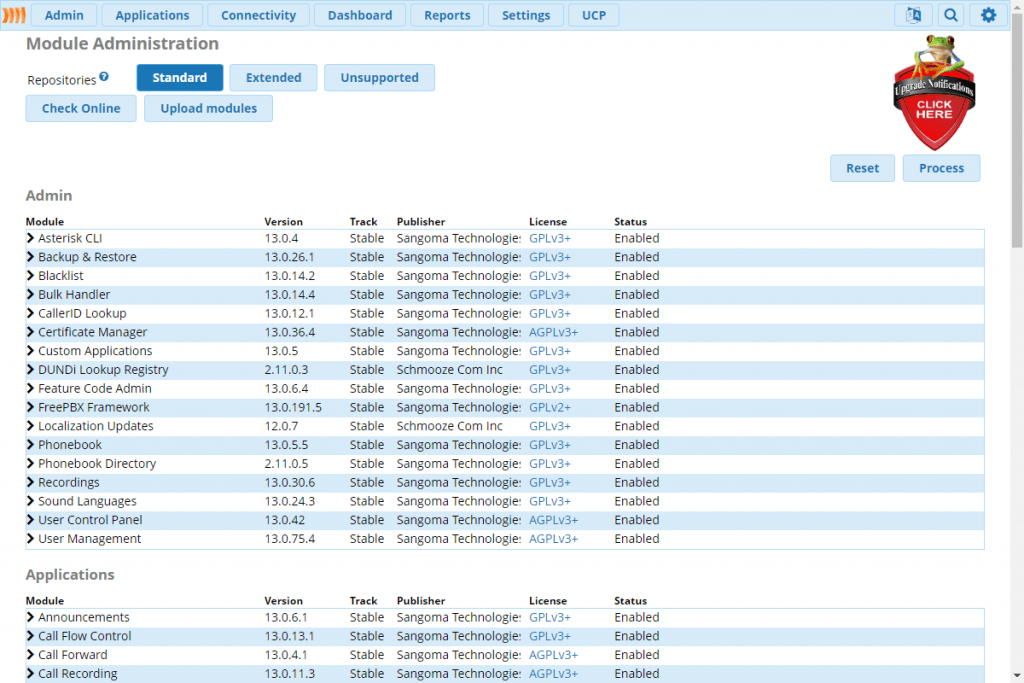 Admin Applications Connectivity Dashboard Reports Settings UCP
Module Administration
Repositories ? Standard Extended Unsupported
Check Online Upload modules
Upgrade Notifications
CLICK
HERE
Reset Process
Admin
Module Version Track Publisher License Status
Asterisk CLI 13.0.4 Stable Sangoma Technologies GPLv3+ Enabled
Backup & Restore 13.0.26.1 Stable Sangoma Technologies GPLv3+ Enabled
Blacklist 13.0.14.2 Stable Sangoma Technologies GPLv3+ Enabled
Bulk Handler 13.0.14.4 Stable Sangoma Technologies GPLv3+ Enabled
CallerID Lookup 13.0.12.1 Stable Sangoma Technologies GPLv3+ Enabled
Certificate Manager 13.0.36.4 Stable Sangoma Technologies AGPLv3+ Enabled
Custom Applications 13.0.5 Stable Sangoma Technologies GPLv3+ Enabled
DUNDi Lookup Registry 2.11.0.3 Stable Schmooze Com Inc GPLv3+ Enabled
Feature Code Admin 13.0.6.4 Stable Sangoma Technologies GPLv3+ Enabled
FreePBX Framework 13.0.191.5 Stable Sangoma Technologies GPLv2+ Enabled
Localization Updates 12.0.7 Stable Schmooze Com Inc GPLv3+ Enabled
Phonebook 13.0.5.5 Stable Sangoma Technologies GPLv3+ Enabled
Phonebook Directory 2.11.0.5 Stable Sangoma Technologies GPLv3+ Enabled
Recordings 13.0.30.6 Stable Sangoma Technologies GPLv3+ Enabled
Sound Languages 13.0.24.3 Stable Sangoma Technologies GPLv3+ Enabled
User Control Panel 13.0.42 Stable Sangoma Technologies AGPLv3+ Enabled
User Management 13.0.75.4 Stable Sangoma Technologies AGPLv3+ Enabled
Applications
Module Version Track Publisher License Status
Announcements 13.0.6.1 Stable Sangoma Technologies GPLv3+ Enabled
Call Flow Control 13.0.13.1 Stable Sangoma Technologies GPLv3+ Enabled
Call Forward 13.0.4.1 Stable Sangoma Technologies AGPLv3+ Enabled
Call Recording 13.0.11.3 Stable Sangoma Technologies AGPLv3+ Enabled